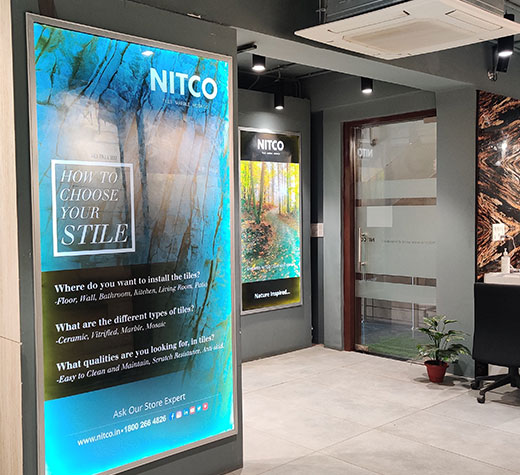 NITCO
HOW TO
CHOOSE
YOUR
STILE
Where do you want to install the tiles?
-Floor, Wall, Bathroom, Kitchen, Living Room, Patio
What are the different types of tiles?
-Ceramic, Vitrified, Marble, Mosaic
What qualities are you looking for, in tiles?
-Easy to Clean and Maintain, Scratch Resistance, Anti skid
Ask Our Store Expert
www.nitco.in•1800 266 4826
NITCO
Nature Inspired...